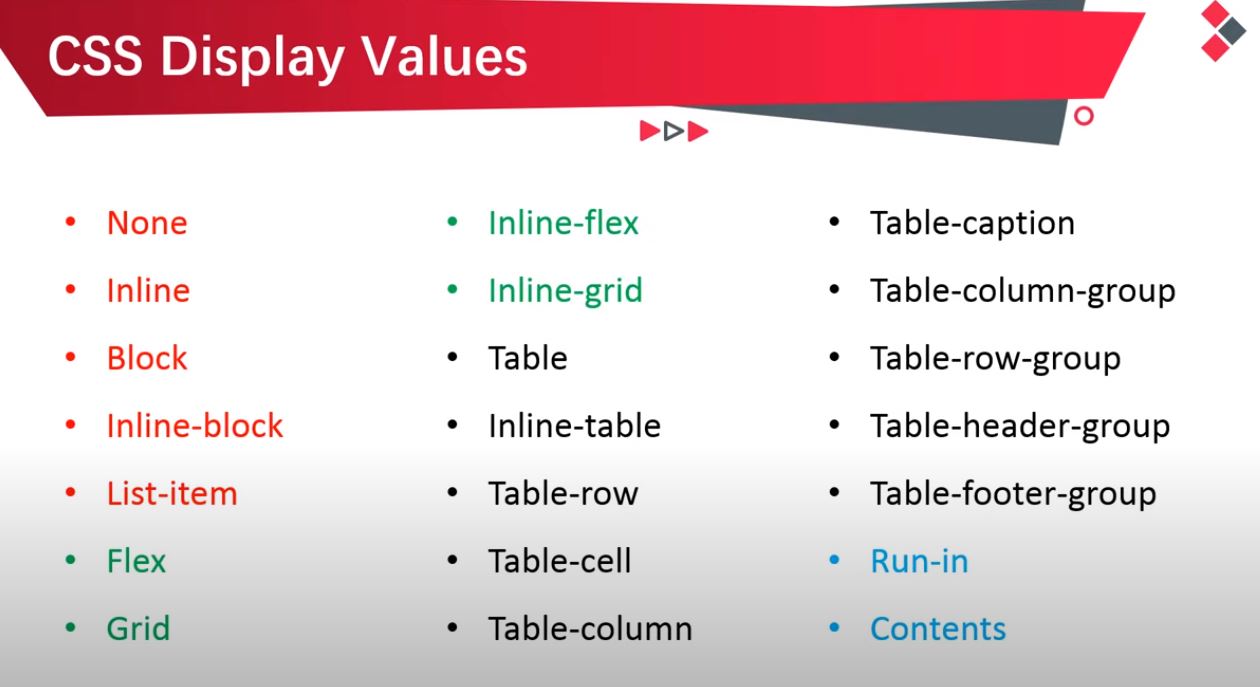 CSS Display Values
• None
• Inline
• Block
• Inline-block
• List-item
• Flex
• Grid
• Inline-flex
• Inline-grid
• Table
• Inline-table
• Table-row
• Table-cell
• Table-column
• Table-caption
• Table-column-group
• Table-row-group
• Table-header-group
• Table-footer-group
• Run-in
• Contents